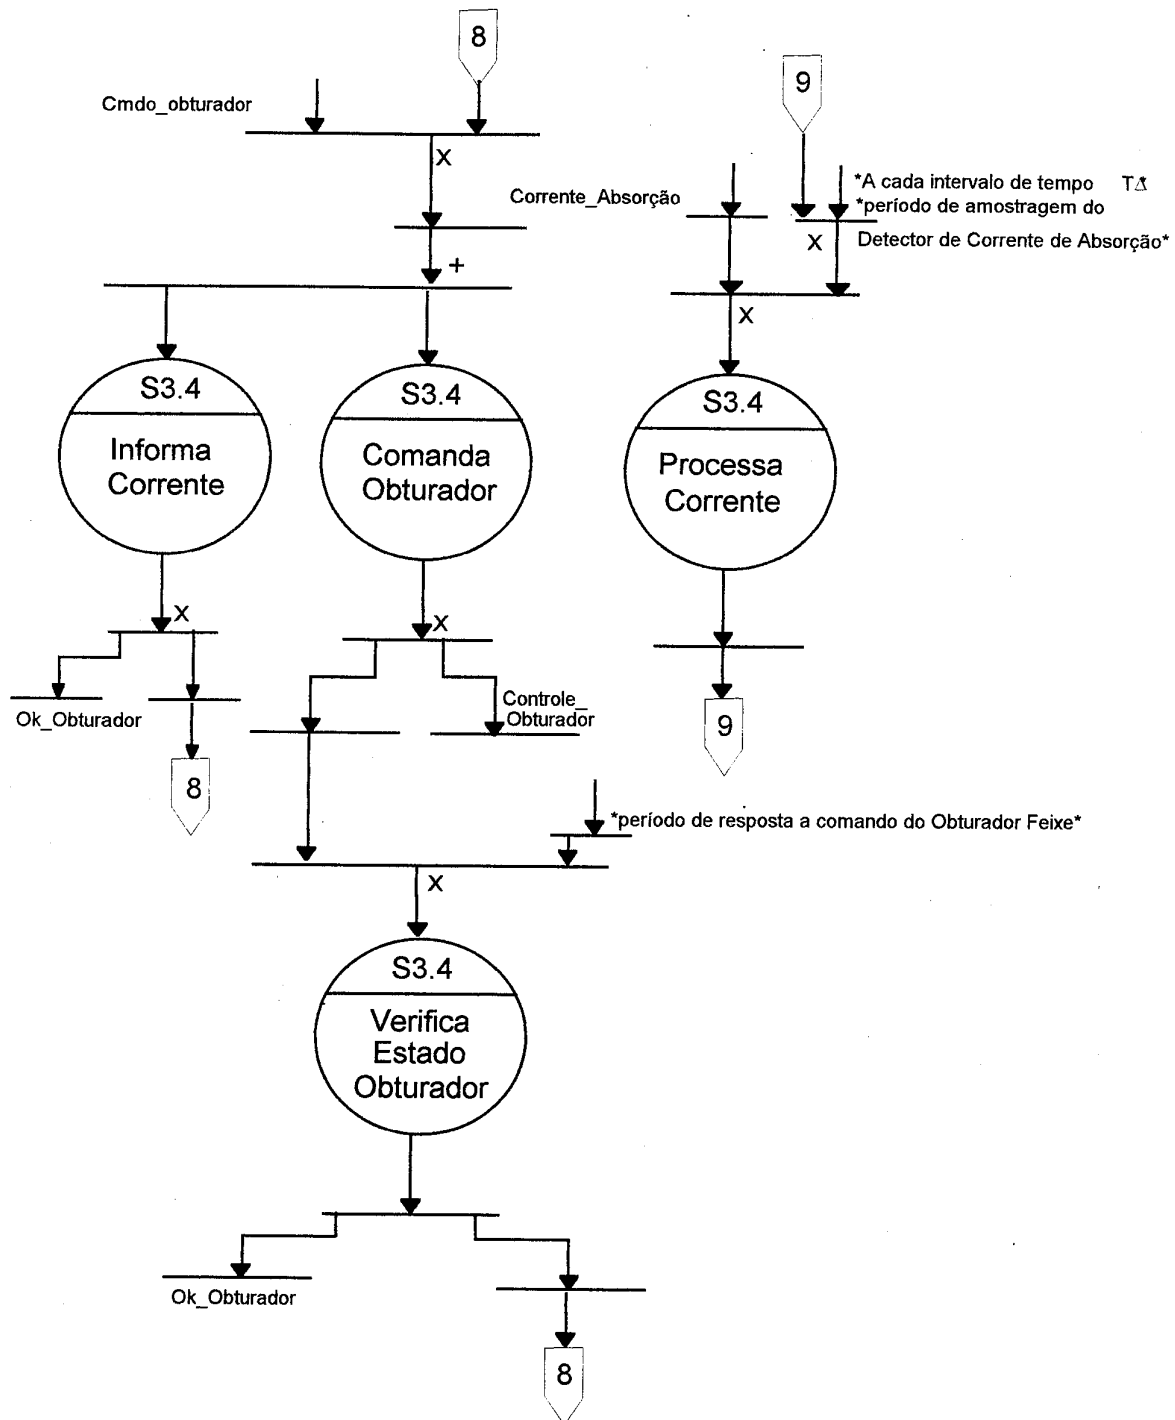 8
9
Cmdo_obturador
X
Corrente_Absorção
*A cada intervalo de tempo TΔ*
*período de amostragem do
X
Detector de Corrente de Absorção*
+
X
S3.4
Informa
Corrente
S3.4
Comanda
Obturador
S3.4
Processa
Corrente
X
X
Ok_Obturador
Controle_
Obturador
9
8
*período de resposta a comando do Obturador Feixe*
X
S3.4
Verifica
Estado
Obturador
Ok_Obturador
8